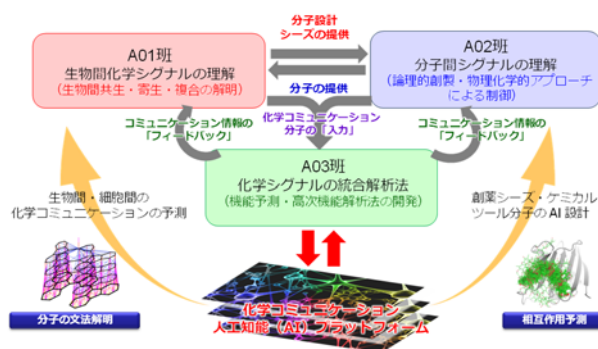 分子設計
シーズの提供
A01班
生物間化学シグナルの理解
(生物間共生・寄生・複合の解明)
A02班
分子間シグナルの理解
(論理的創製・物理化学的アプローチ
による制御)
分子の提供
化学コミュニケーション
分子の「入力」
コミュニケーション情報の
「フィードバック」
コミュニケーション情報の
「フィードバック」
A03班
化学シグナルの統合解析法
(機能予測・高次機能解析法の開発)
生物間・細胞間の
化学コミュニケーションの予測
創薬シーズ・ケミカル
ツール分子のAI設計
化学コミュニケーション
人工知能(AI)プラットフォーム
分子の文法解明
相互作用予測